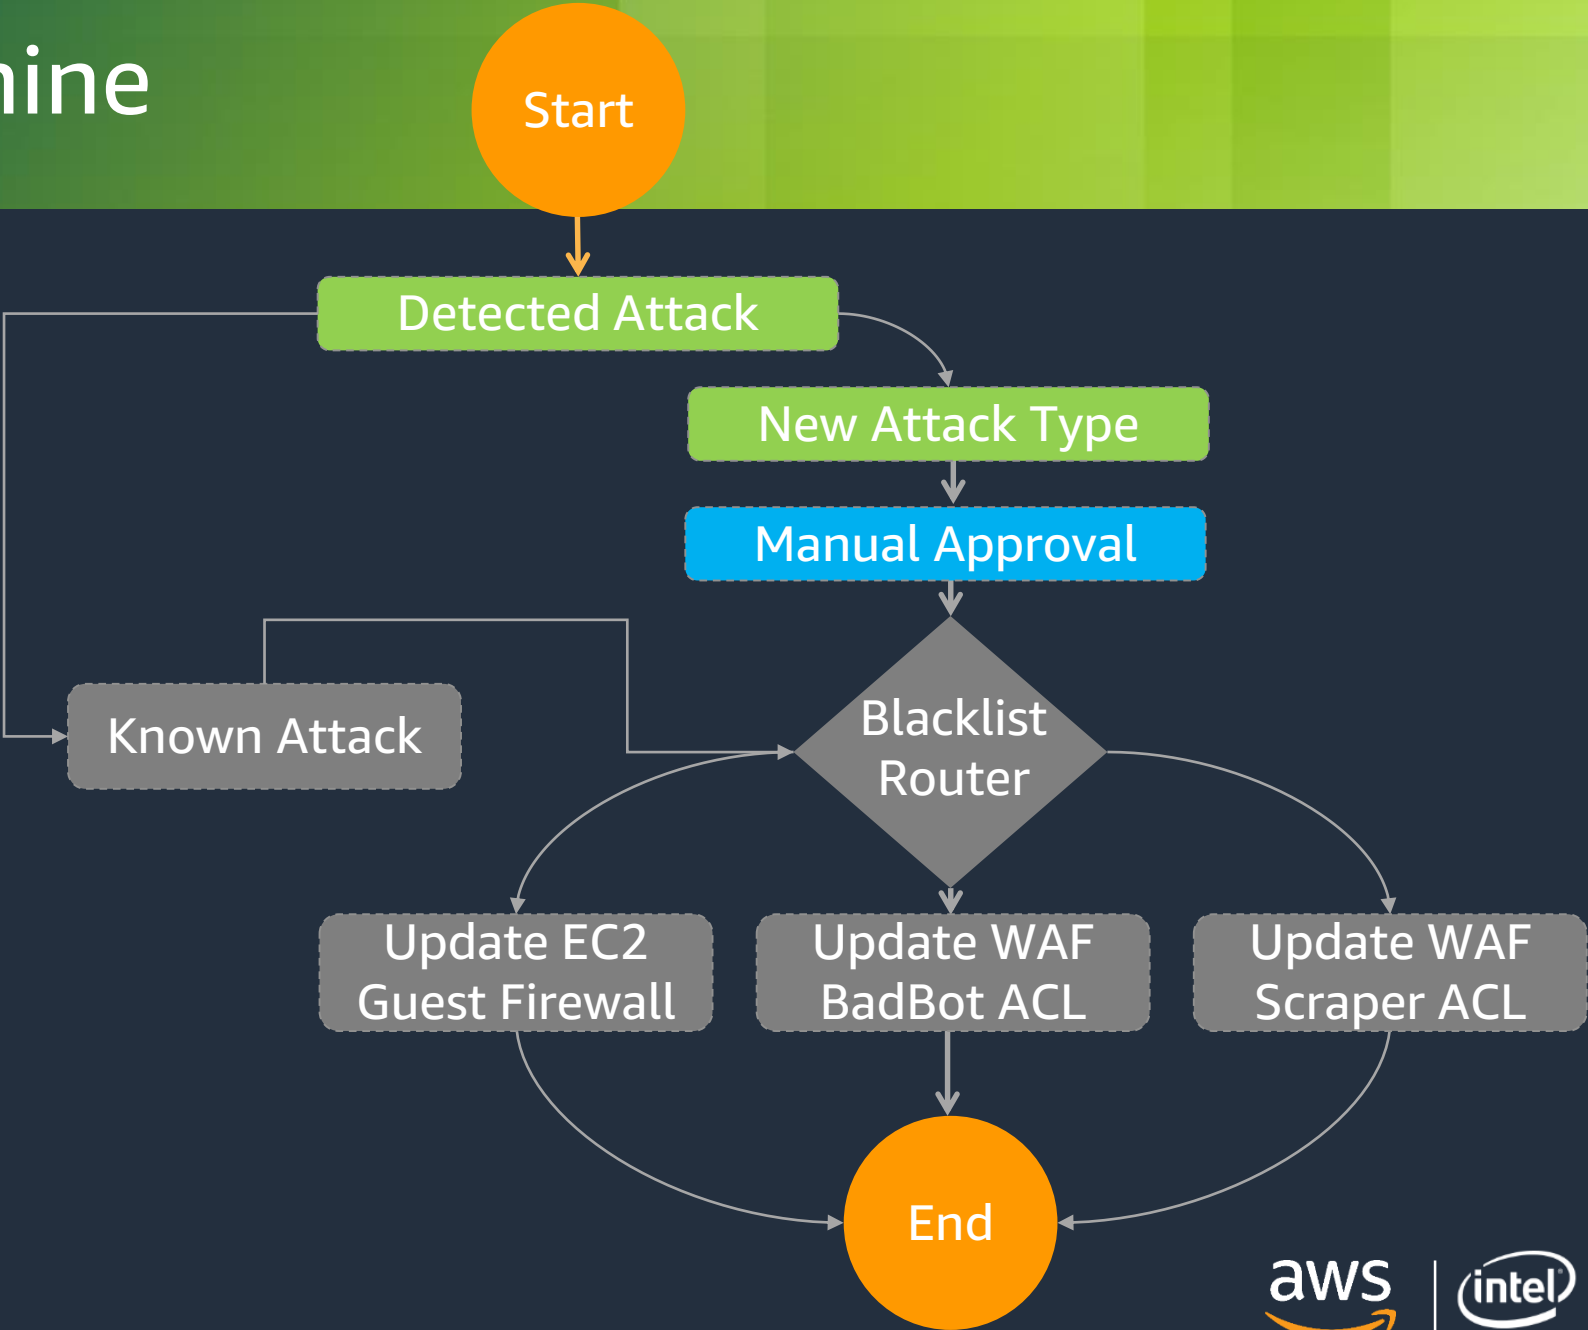 hine
Start
Detected Attack
New Attack Type
Manual Approval
Known Attack
Blacklist
Router
Update EC2
Guest Firewall
Update WAF
BadBot ACL
Update WAF
Scraper ACL
End
aws
intel